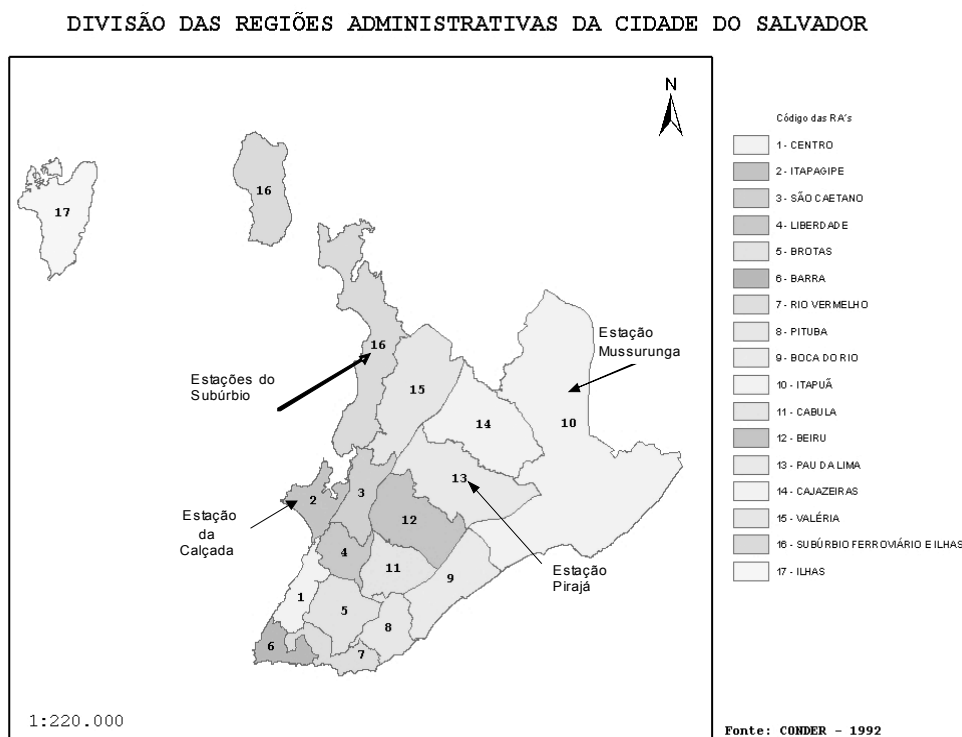 DIVISÃO DAS REGIÕES ADMINISTRATIVAS DA CIDADE DO SALVADOR
N
17
16
16
Estações do
Subúrbio
Estação
Mussurunga
15
14
10
13
2
3
12
Estação
da
Calçada
4
11
9
Estação
Pirajá
1
5
8
6
7
1:220.000
Código das RA's
1 - CENTRO
2 - ITAPAGIPE
3 - SÃO CAETANO
4 - LIBERDADE
5 - BROTAS
6 - BARRA
7 - RIO VERMELHO
8 - PITUBA
9 - BOCA DO RIO
10 - ITAPUÃ
11 - CABULA
12 - BEIRU
13 - PAU DA LIMA
14 - CAJAZEIRAS
15 - VALÉRIA
16 - SUBÚRBIO FERROVIÁRIO E ILHAS
17 - ILHAS
Fonte: CONDER - 1992